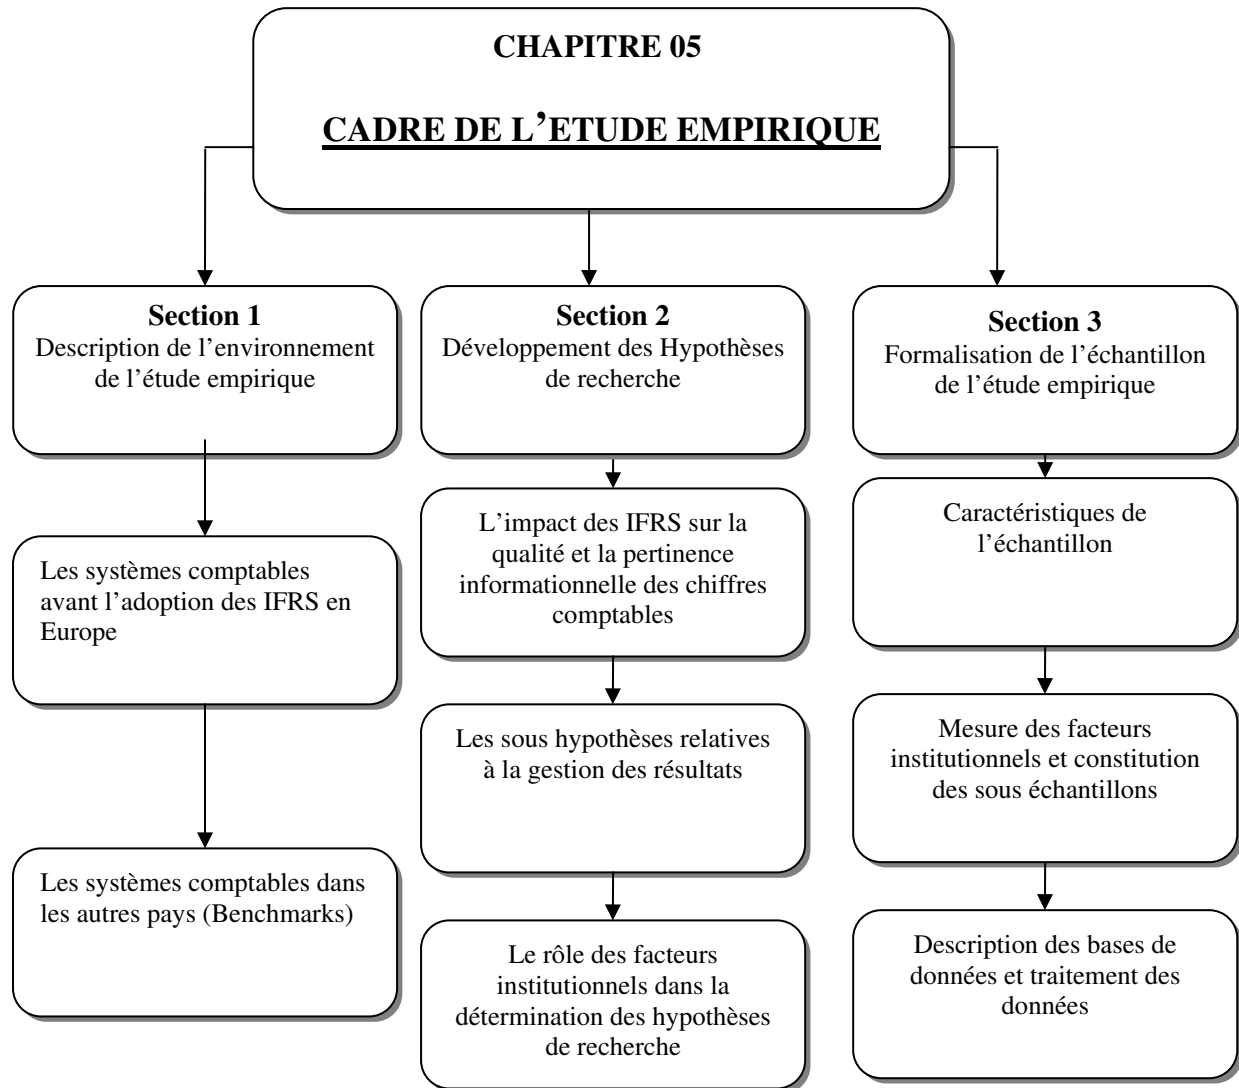 CHAPITRE 05
CADRE DE L’ETUDE EMPIRIQUE
Section 1
Description de l’environnement
de l’étude empirique
Les systèmes comptables
avant l’adoption des IFRS en
Europe
Les systèmes comptables dans
les autres pays (Benchmarks)
Section 2
Développement des Hypothèses
de recherche
L’impact des IFRS sur la
qualité et la pertinence
informationnelle des chiffres
comptables
Les sous hypothèses relatives
à la gestion des résultats
Le rôle des facteurs
institutionnels dans la
détermination des hypothèses
de recherche
Section 3
Formalisation de l’échantillon
de l’étude empirique
Caractéristiques de
l’échantillon
Mesure des facteurs
institutionnels et constitution
des sous échantillons
Description des bases de
données et traitement des
données